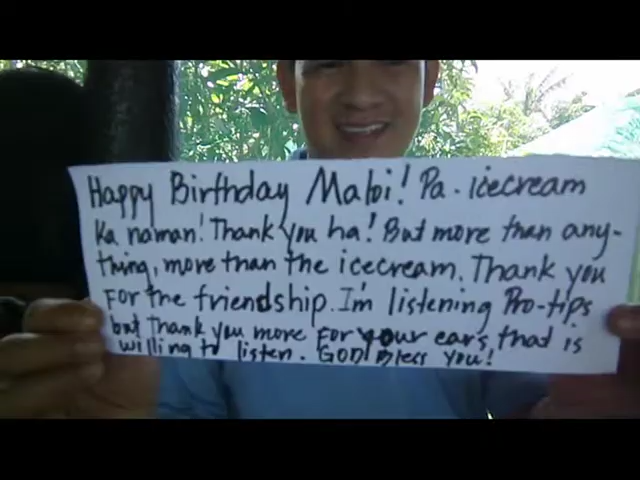 Happy Birthday Maloi! Pa-icecream
Ka naman! Thank you ha! But more than any-
thing, more than the icecream. Thank you
For the friendship. I'm listening Pro-tips
but thank you more For your ears, that is
willing to listen. GOD Bless you!